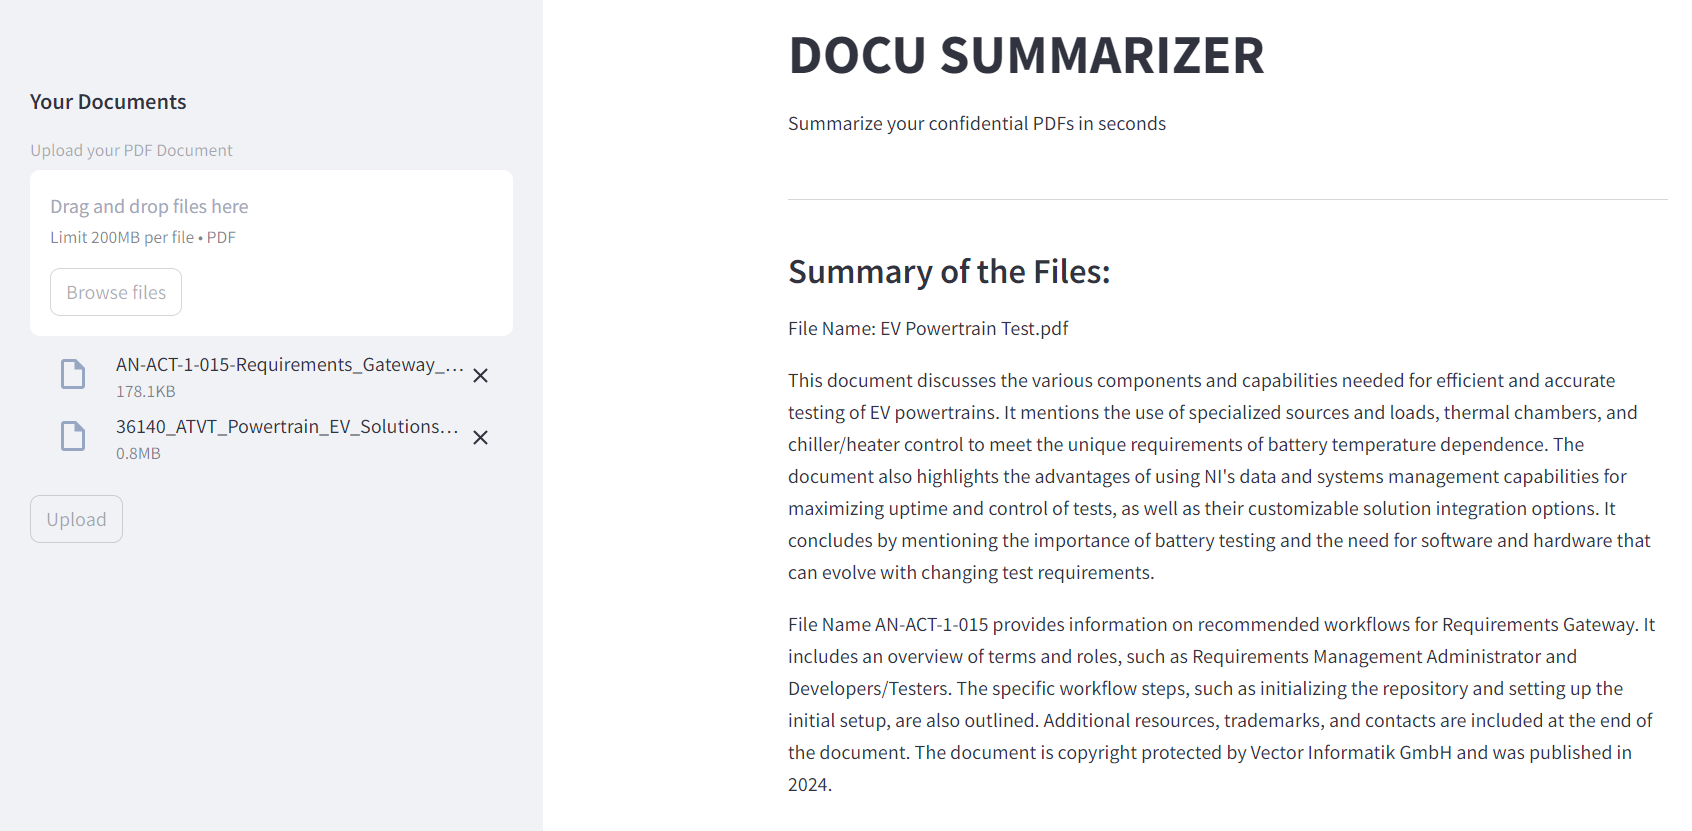 Your Documents
Upload your PDF Document
Drag and drop files here
Limit 200MB per file • PDF
Browse files
AN-ACT-1-015-Requirements_Gateway_...
178.1KB
36140_ATVT_Powertrain_EV_Solutions...
0.8MB
Upload
DOCU SUMMARIZER
Summarize your confidential PDFs in seconds
Summary of the Files:
File Name: EV Powertrain Test.pdf
This document discusses the various components and capabilities needed for efficient and accurate
testing of EV powertrains. It mentions the use of specialized sources and loads, thermal chambers, and
chiller/heater control to meet the unique requirements of battery temperature dependence. The
document also highlights the advantages of using NI's data and systems management capabilities for
maximizing uptime and control of tests, as well as their customizable solution integration options. It
concludes by mentioning the importance of battery testing and the need for software and hardware that
can evolve with changing test requirements.
File Name AN-ACT-1-015 provides information on recommended workflows for Requirements Gateway. It
includes an overview of terms and roles, such as Requirements Management Administrator and
Developers/Testers. The specific workflow steps, such as initializing the repository and setting up the
initial setup, are also outlined. Additional resources, trademarks, and contacts are included at the end of
the document. The document is copyright protected by Vector Informatik GmbH and was published in
2024.